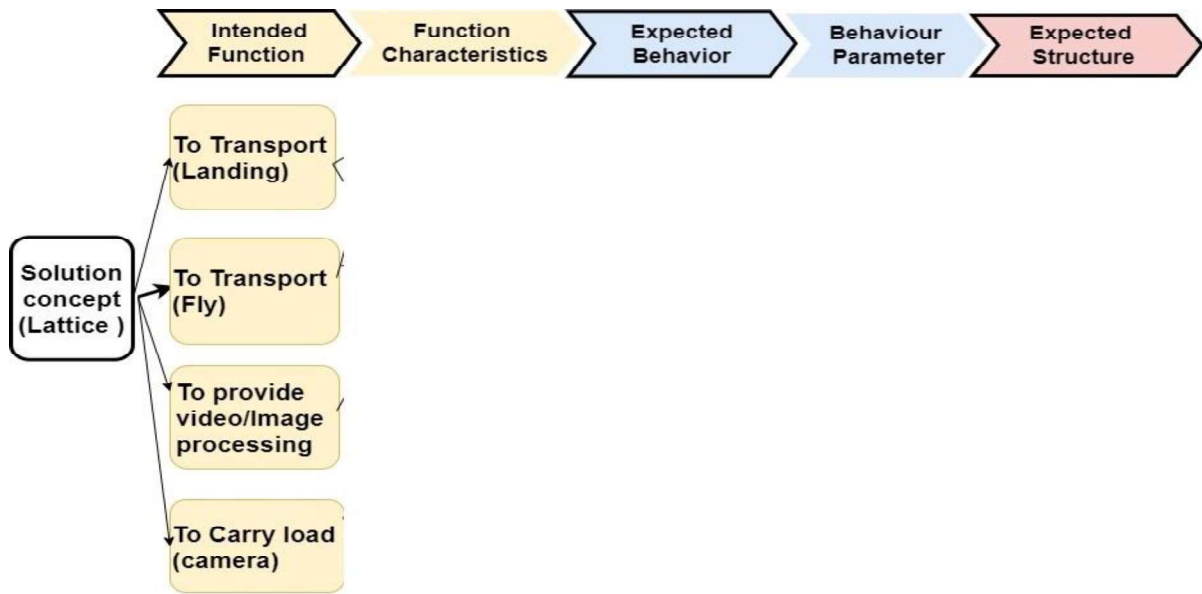 Intended
Function
Function
Characteristics
Expected
Behavior
Behaviour
Parameter
Expected
Structure
To Transport
(Landing)
Solution
concept
(Lattice )
To Transport
(Fly)
To provide
video/Image
processing
To Carry load
(camera)